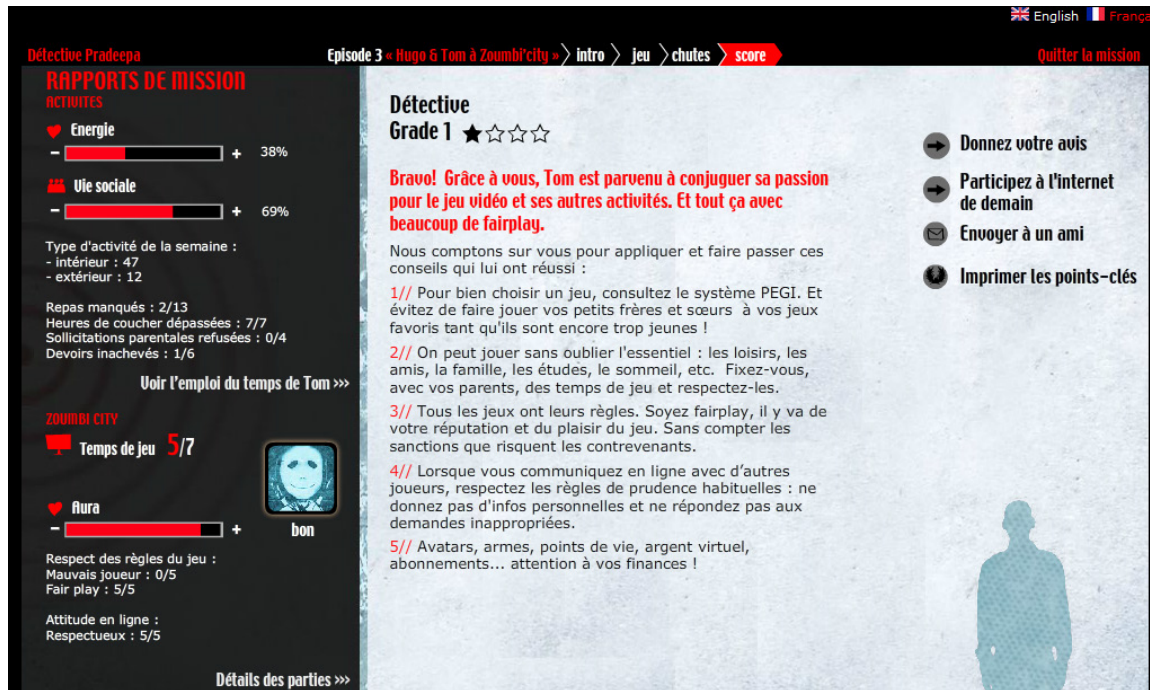 English França
Détective Pradeepa
Episode 3 « Hugo & Tom à Zoumbi'city » intro jeu chutes score
Quitter la mission
RAPPORTS DE MISSION
ACTIVITES
Energie
- + 38%
Vie sociale
- + 69%
Type d'activité de la semaine :
- intérieur : 47
- extérieur : 12
Repas manqués : 2/13
Heures de coucher dépassées : 7/7
Sollicitations parentales refusées : 0/4
Devoirs inachevés : 1/6
Voir l'emploi du temps de Tom >>>
ZOUMBI CITY
Temps de jeu 5/7
Aura
- +
bon
Respect des règles du jeu :
Mauvais joueur : 0/5
Fair play : 5/5
Attitude en ligne :
Respectueux : 5/5
Détails des parties >>>
Détective
Grade 1
Bravo! Grâce à vous, Tom est parvenu à conjuguer sa passion
pour le jeu vidéo et ses autres activités. Et tout ça avec
beaucoup de fairplay.
Nous comptons sur vous pour appliquer et faire passer ces
conseils qui lui ont réussi :
1// Pour bien choisir un jeu, consultez le système PEGI. Et
évitez de faire jouer vos petits frères et sœurs à vos jeux
favoris tant qu'ils sont encore trop jeunes !
2// On peut jouer sans oublier l'essentiel : les loisirs, les
amis, la famille, les études, le sommeil, etc. Fixez-vous,
avec vos parents, des temps de jeu et respectez-les.
3// Tous les jeux ont leurs règles. Soyez fairplay, il y va de
votre réputation et du plaisir du jeu. Sans compter les
sanctions que risquent les contrevenants.
4// Lorsque vous communiquez en ligne avec d'autres
joueurs, respectez les règles de prudence habituelles : ne
donnez pas d'infos personnelles et ne répondez pas aux
demandes inappropriées.
5// Avatars, armes, points de vie, argent virtuel,
abonnements... attention à vos finances !
Donnez votre avis
Participez à l'internet
de demain
Envoyer à un ami
Imprimer les points-clés